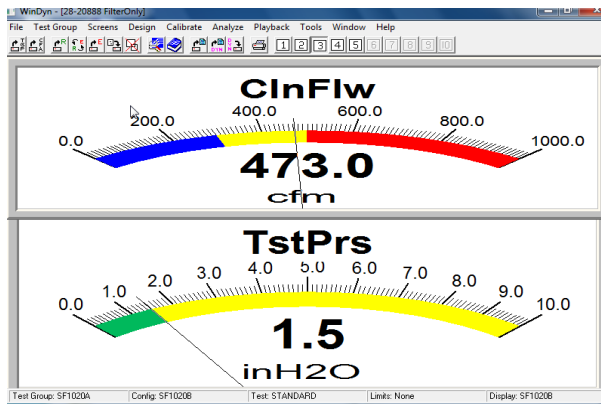 WinDyn - [28-20888 FilterOnly]
File Test Group Screens Design Calibrate Analyze Playback Tools Window Help
1 2 3 4 5 6 7 8 9 10
ClnFlw
0.0 200.0 400.0 600.0 800.0 1000.0
473.0
cfm
TstPrs
0.0 1.0 2.0 3.0 4.0 5.0 6.0 7.0 8.0 9.0 10.0
1.5
inH2O
Test Group: SF1020A Config: SF1020B Test: STANDARD Limits: None Display: SF1020B